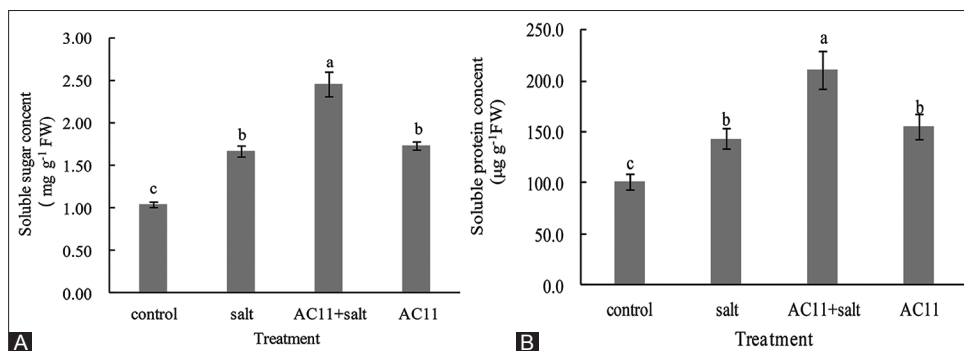 3.00
2.50
2.00
1.50
1.00
0.50
0.00
Soluble sugar concent
( mg g-1 FW)
c
b
a
b
control salt AC11+salt AC11
Treatment
A
250.0
200.0
150.0
100.0
50.0
0.0
Soluble protein concent
(µg g-1FW)
c
b
a
b
control salt AC11+salt AC11
Treatment
B